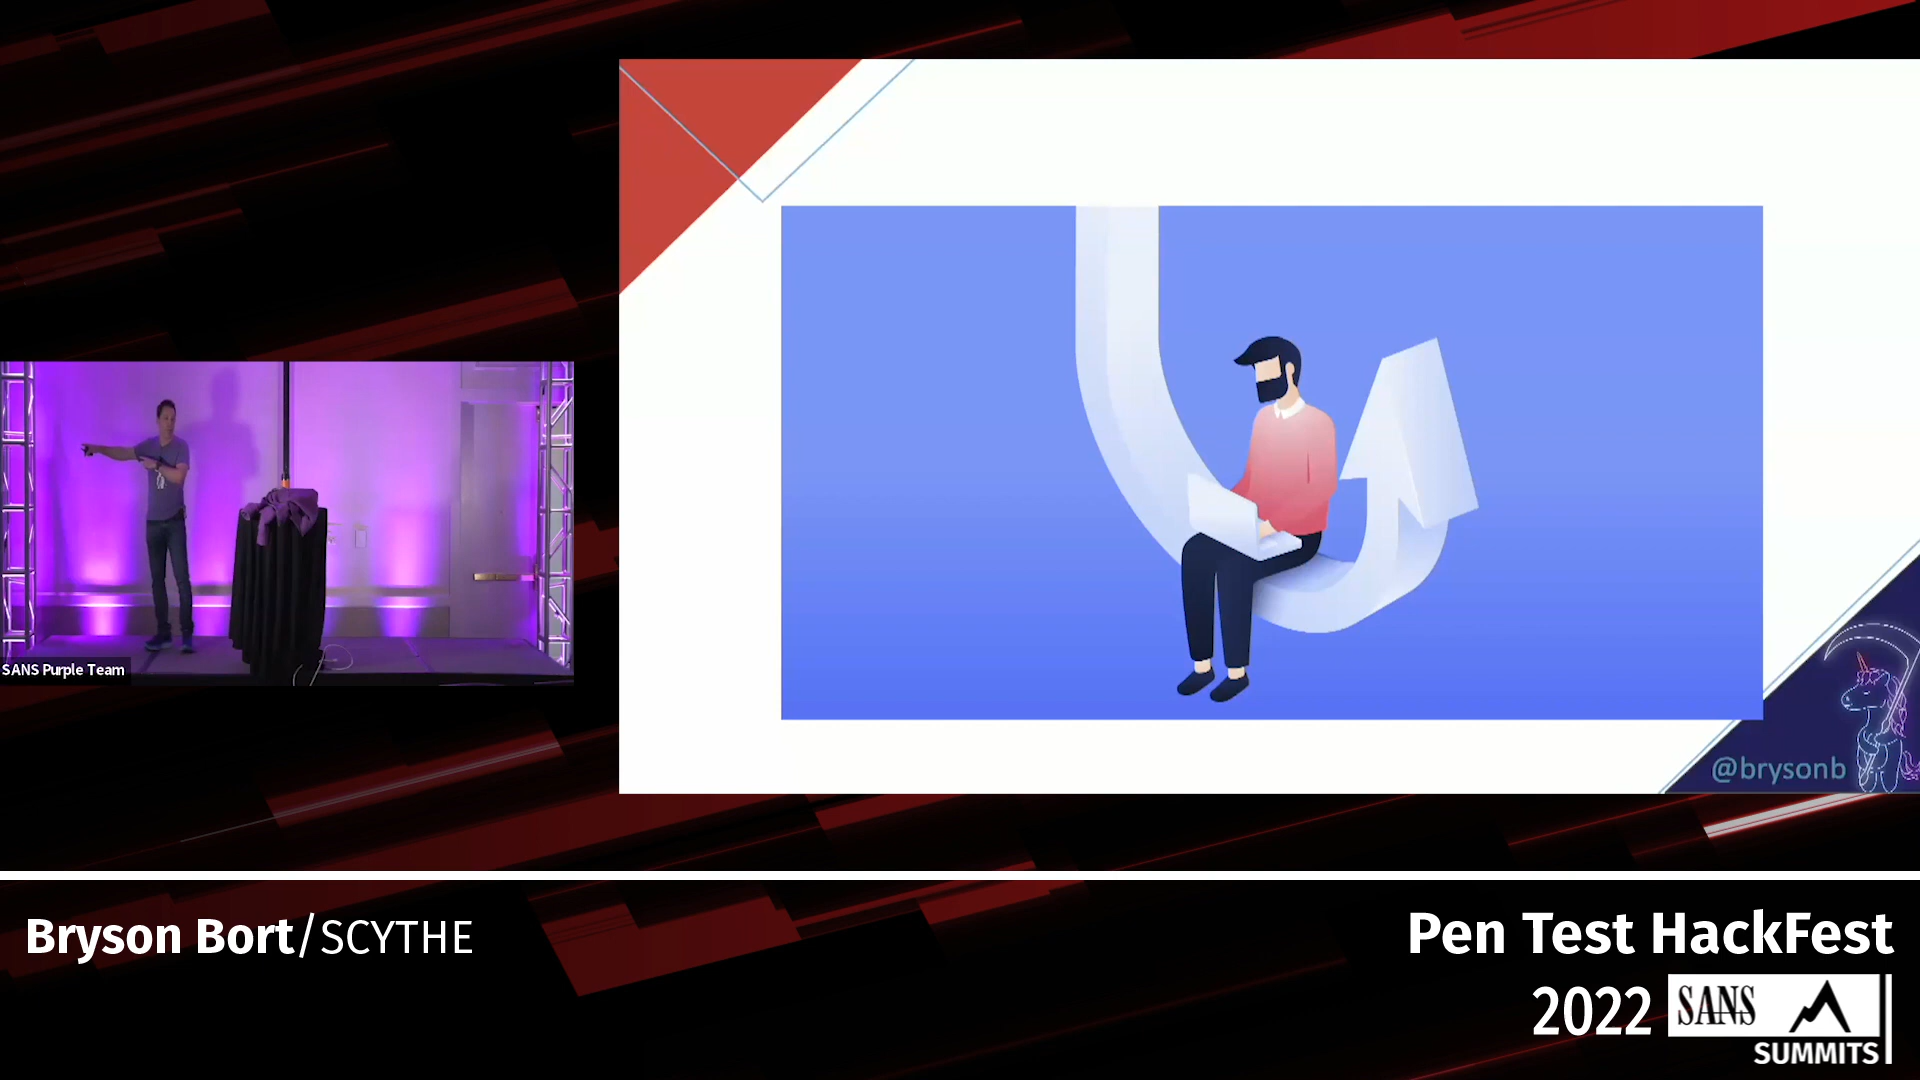 @brysonb
SANS Purple Team
Bryson Bort/SCYTHE
Pen Test HackFest
2022 SANS
SUMMITS